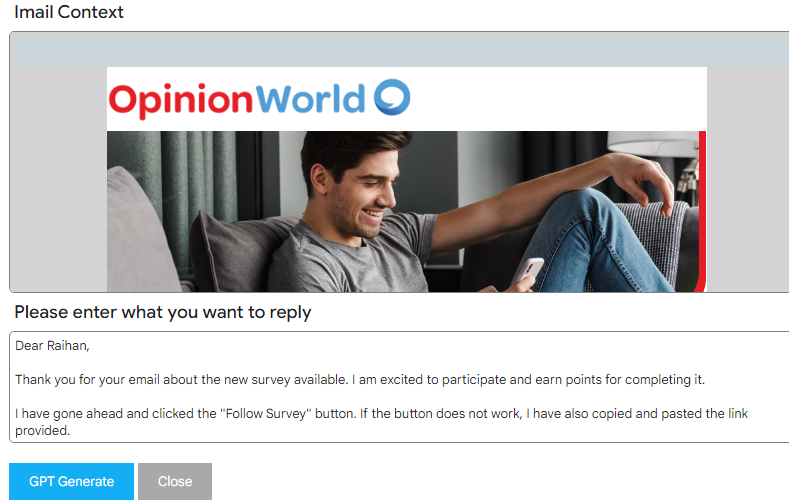 Imail Context
OpinionWorld
Please enter what you want to reply
Dear Raihan,
Thank you for your email about the new survey available. I am excited to participate and earn points for completing it.
I have gone ahead and clicked the "Follow Survey" button. If the button does not work, I have also copied and pasted the link
provided.
GPT Generate
Close